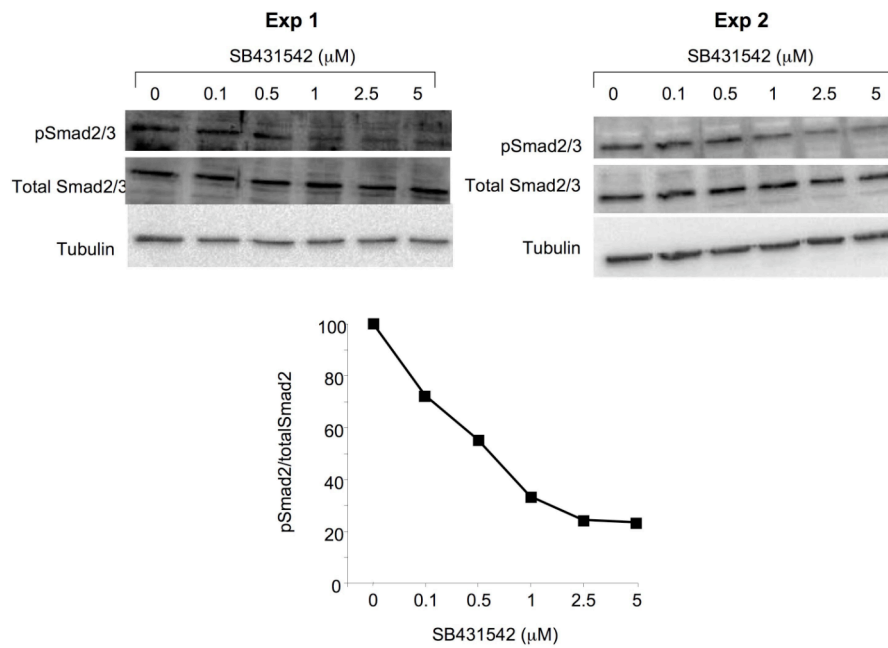 Exp 1
SB431542 (μM)
0 0.1 0.5 1 2.5 5
pSmad2/3
Total Smad2/3
Tubulin
Exp 2
SB431542 (μM)
0 0.1 0.5 1 2.5 5
pSmad2/3
Total Smad2/3
Tubulin
pSmad2/totalSmad2
100
80
60
40
20
0
0 0.1 0.5 1 2.5 5
SB431542 (μM)